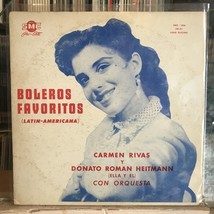 BOLEROS
FAVORITOS
(LATIN-AMERICANA)
CARMEN RIVAS
Y
DONATO ROMAN HEITMANN
(ELLA Y EL)
CON ORQUESTA